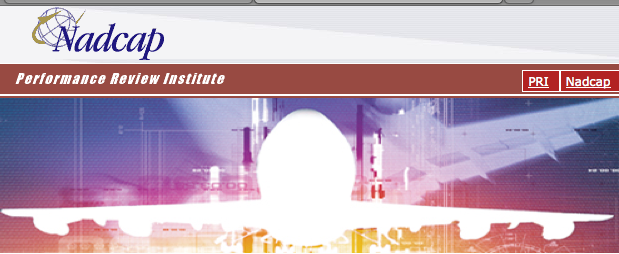 Nadcap
Performance Review Institute
PRI
Nadcap